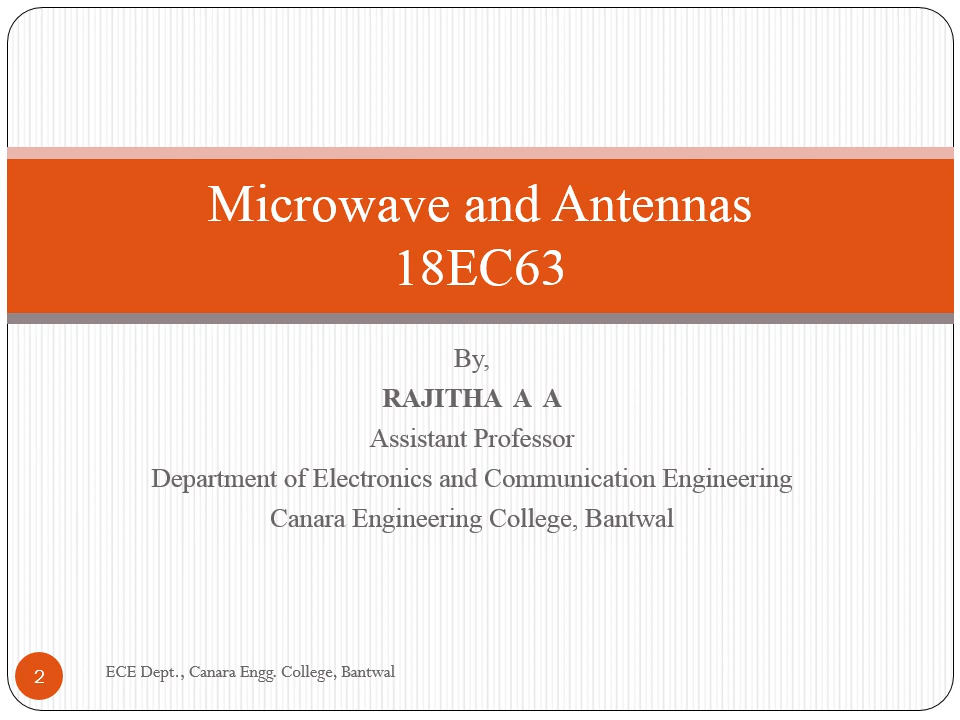 Microwave and Antennas
18EC63
By,
RAJITHA A A
Assistant Professor
Department of Electronics and Communication Engineering
Canara Engineering College, Bantwal
2
ECE Dept., Canara Engg. College, Bantwal